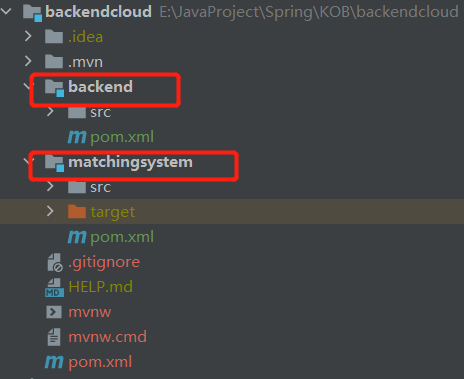 backendcloud E:\JavaProject\Spring\KOB\backendcloud
.idea
.mvn
backend
src
pom.xml
matchingsystem
src
target
pom.xml
.gitignore
HELP.md
mvnw
mvnw.cmd
pom.xml